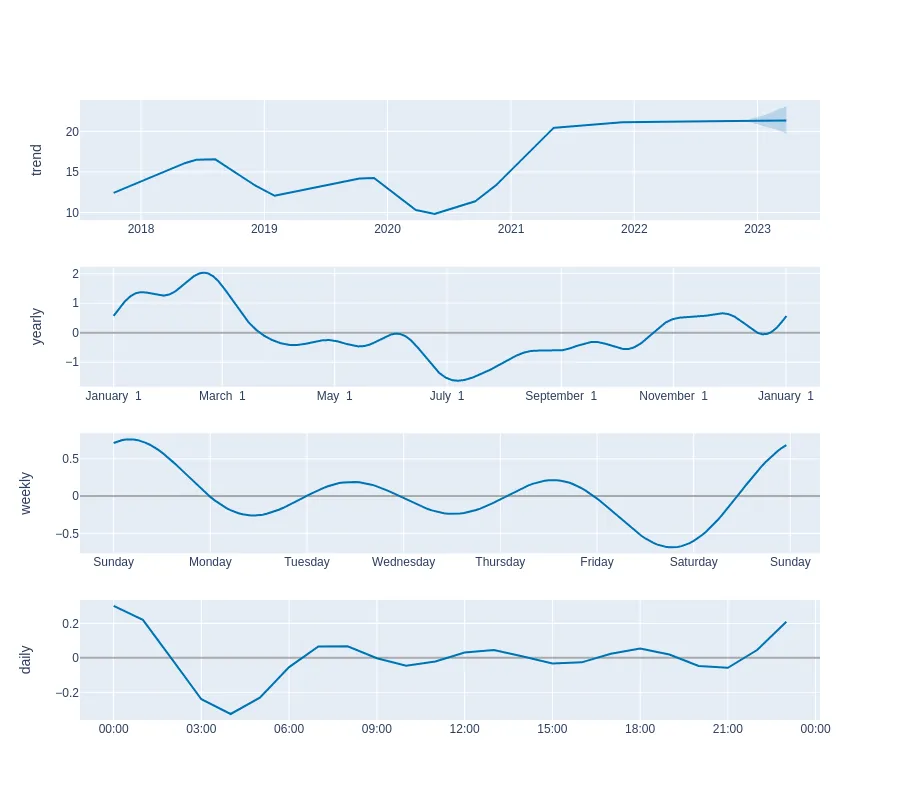 trend
20
15
10
2018 2019 2020 2021 2022 2023
yearly
2
1
0
−1
January 1 March 1 May 1 July 1 September 1 November 1 January 1
weekly
0.5
0
−0.5
Sunday Monday Tuesday Wednesday Thursday Friday Saturday Sunday
daily
0.2
0
−0.2
00:00 03:00 06:00 09:00 12:00 15:00 18:00 21:00 00:00